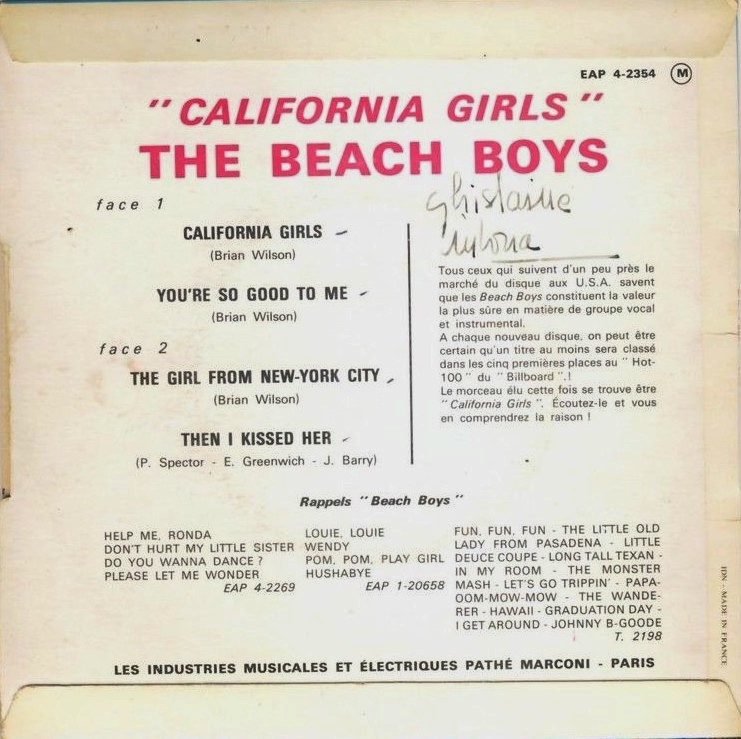 EAP 4-2354 M
"CALIFORNIA GIRLS"
THE BEACH BOYS
face 1
CALIFORNIA GIRLS
(Brian Wilson)
YOU'RE SO GOOD TO ME
(Brian Wilson)
face 2
THE GIRL FROM NEW-YORK CITY
(Brian Wilson)
THEN I KISSED HER
(P. Spector - E. Greenwich - J. Barry)
Ghislaine
Tous ceux qui suivent d'un peu près le
marché du disque aux U.S.A. savent
que les Beach Boys constituent la valeur
la plus sûre en matière de groupe vocal
et instrumental.
A chaque nouveau disque, on peut être
certain qu'un titre au moins sera classé
dans les cinq premières places au " Hot-
100 " du " Billboard ".!
Le morceau élu cette fois se trouve être
" California Girls ". Écoutez-le et vous
en comprendrez la raison !
Rappels "Beach Boys"
HELP ME, RONDA
DON'T HURT MY LITTLE SISTER
DO YOU WANNA DANCE ?
PLEASE LET ME WONDER
EAP 4-2269
LOUIE, LOUIE
WENDY
POM, POM, PLAY GIRL
HUSHABYE
EAP 1-20658
FUN, FUN, FUN - THE LITTLE OLD
LADY FROM PASADENA - LITTLE
DEUCE COUPE - LONG TALL TEXAN -
IN MY ROOM - THE MONSTER
MASH - LET'S GO TRIPPIN' - PAPA-
OOM-MOW-MOW - THE WANDE-
RER - HAWAII - GRADUATION DAY -
I GET AROUND - JOHNNY B-GOODE
T. 2198
LES INDUSTRIES MUSICALES ET ÉLECTRIQUES PATHÉ MARCONI - PARIS
IDN - MADE IN FRANCE